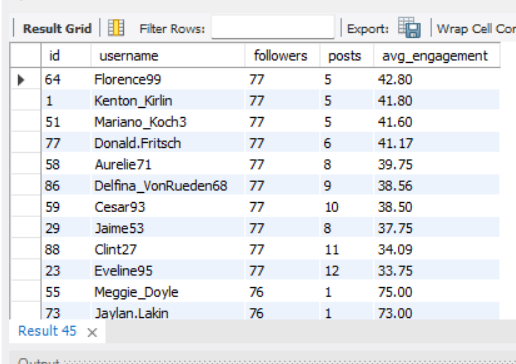 Result Grid Filter Rows: Export: Wrap Cell Con
id username followers posts avg_engagement
64 Florence99 77 5 42.80
1 Kenton_Kirlin 77 5 41.80
51 Mariano_Koch3 77 5 41.60
77 Donald.Fritsch 77 6 41.17
58 Aurelie71 77 8 39.75
86 Delfina_VonRueden68 77 9 38.56
59 Cesar93 77 10 38.50
29 Jaime53 77 8 37.75
88 Clint27 77 11 34.09
23 Eveline95 77 12 33.75
55 Meggie_Doyle 76 1 75.00
73 Jaylan.Lakin 76 1 73.00
Result 45
Output